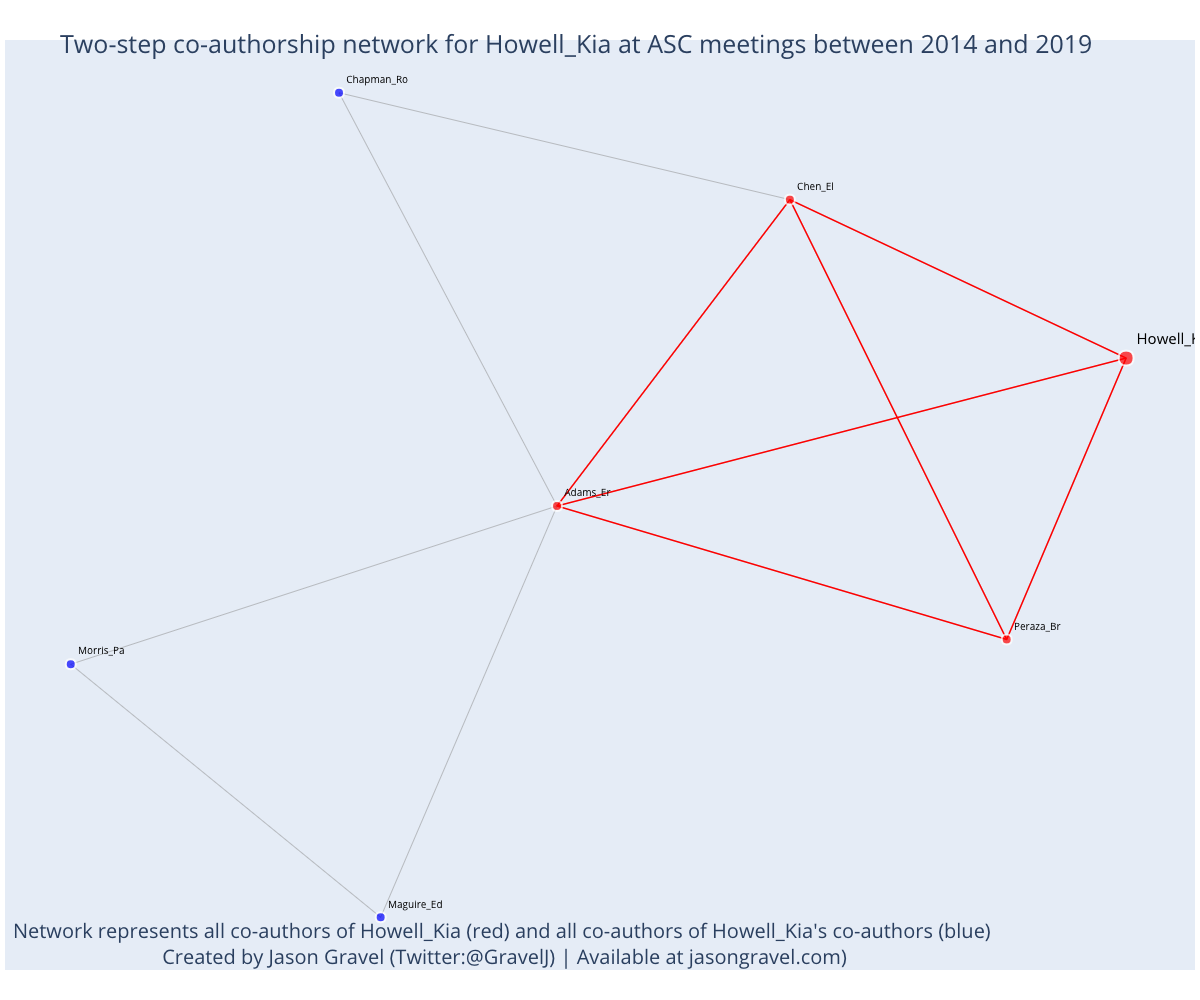 Two-step co-authorship network for Howell_Kia at ASC meetings between 2014 and 2019
Chapman_Ro
Chen_El
Howell_K
Adams_Er
Peraza_Br
Morris_Pa
Maguire_Ed
Network represents all co-authors of Howell_Kia (red) and all co-authors of Howell_Kia's co-authors (blue)
Created by Jason Gravel (Twitter:@GravelJ) | Available at jasongravel.com)